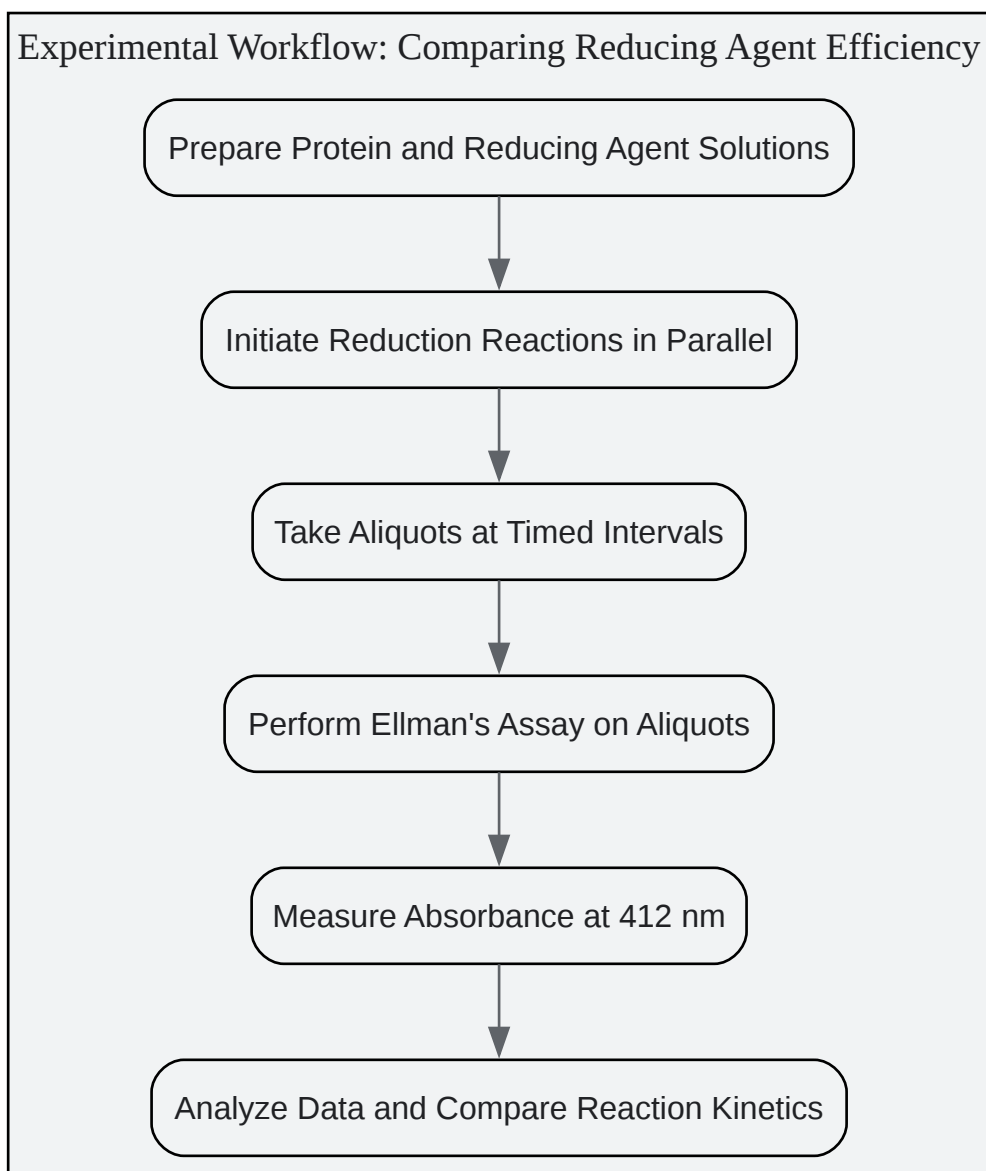 Experimental Workflow: Comparing Reducing Agent Efficiency
Prepare Protein and Reducing Agent Solutions
Initiate Reduction Reactions in Parallel
Take Aliquots at Timed Intervals
Perform Ellman's Assay on Aliquots
Measure Absorbance at 412 nm
Analyze Data and Compare Reaction Kinetics